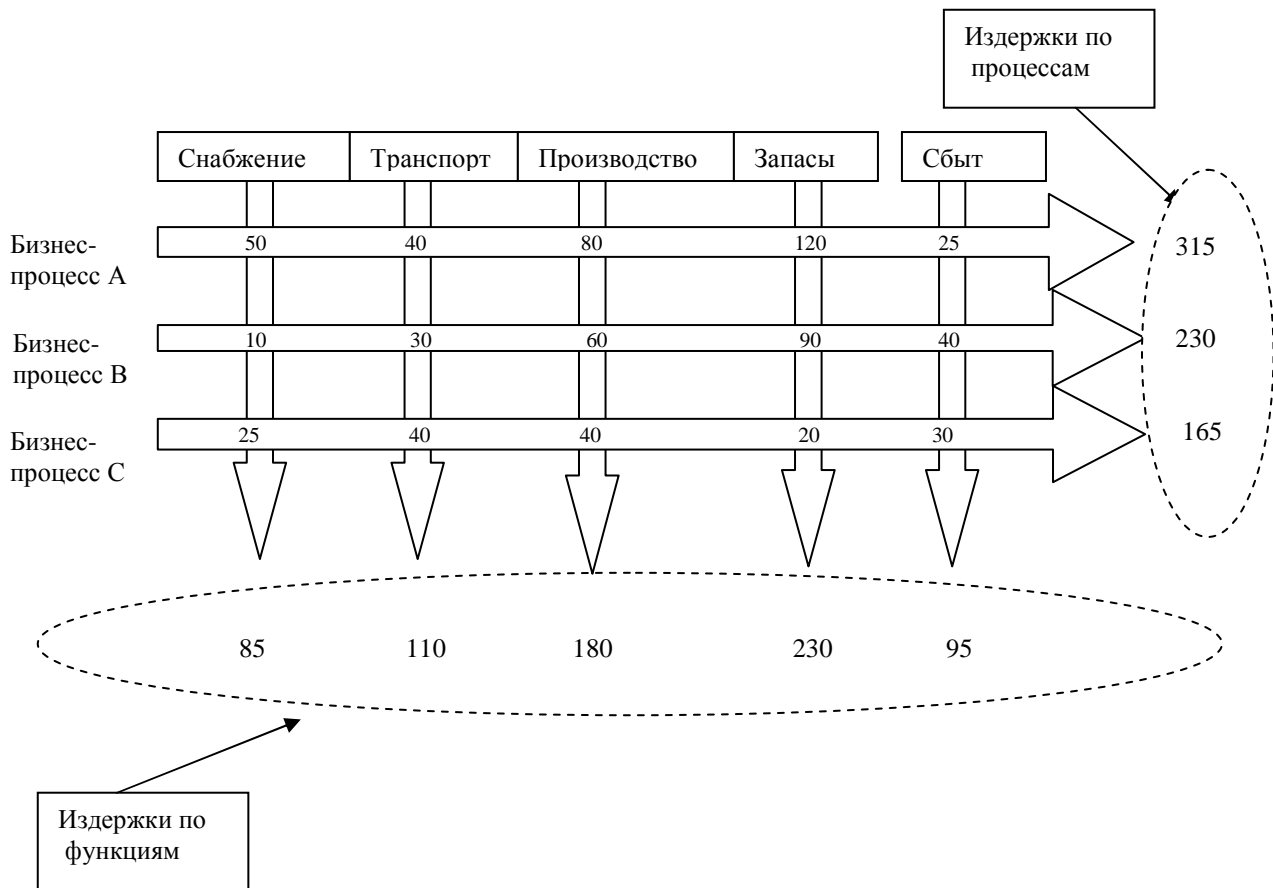 Издержки по
процессам
Снабжение Транспорт Производство Запасы Сбыт
Бизнес-
процесс А
50 40 80 120 25
315
Бизнес-
процесс В
10 30 60 90 40
230
Бизнес-
процесс С
25 40 40 20 30
165
85 110 180 230 95
Издержки по
функциям